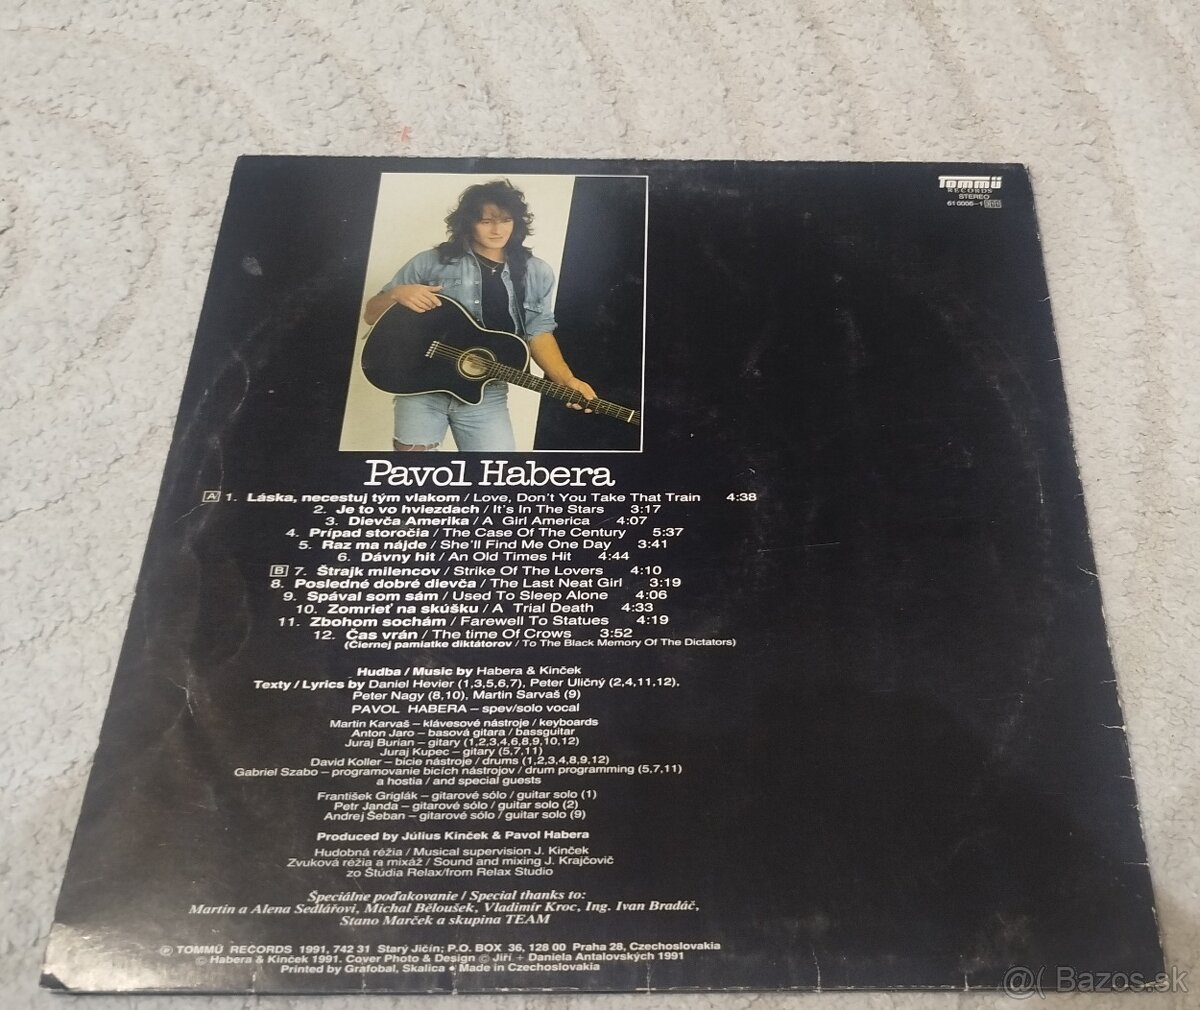 Tommü
RECORDS
STEREO
61 0006-1
Pavol Habera
A 1. Láska, necestuj tým vlakom / Love, Don't You Take That Train 4:38
2. Je to vo hviezdach / It's In The Stars 3:17
3. Dievča Amerika / A Girl America 4:07
4. Prípad storočia / The Case Of The Century 5:37
5. Raz ma nájde / She'll Find Me One Day 3:41
6. Dávny hit / An Old Times Hit 4:44
B 7. Štrajk milencov / Strike Of The Lovers 4:10
8. Posledné dobré dievča / The Last Neat Girl 3:19
9. Spával som sám / Used To Sleep Alone 4:06
10. Zomrieť na skúšku / A Trial Death 4:33
11. Zbohom sochám / Farewell To Statues 4:19
12. Čas vrán / The time Of Crows 3:52
(Čiernej pamiatke diktátorov / To The Black Memory Of The Dictators)
Hudba / Music by Habera & Kinček
Texty / Lyrics by Daniel Hevier (1,3,5,6,7), Peter Uličný (2,4,11,12),
Peter Nagy (8,10), Martin Sarvaš (9)
PAVOL HABERA – spev/solo vocal
Martin Karvaš – klávesové nástroje / keyboards
Anton Jaro – basová gitara / bassguitar
Juraj Burian – gitary (1,2,3,4,6,8,9,10,12)
Juraj Kupec – gitary (5,7,11)
David Koller – bicie nástroje / drums (1,2,3,4,8,9,12)
Gabriel Szabo – programovanie bicích nástrojov / drum programming (5,7,11)
a hostia / and special guests
František Griglák – gitarové sólo / guitar solo (1)
Petr Janda – gitarové sólo / guitar solo (2)
Andrej Šeban – gitarové sólo / guitar solo (9)
Produced by Július Kinček & Pavol Habera
Hudobná réžia / Musical supervision J. Kinček
Zvuková réžia a mixáž / Sound and mixing J. Krajčovič
zo Štúdia Relax/from Relax Studio
Špeciálne poďakovanie / Special thanks to:
Martin a Alena Sedlářovi, Michal Běloušek, Vladimír Kroc, Ing. Ivan Bradáč,
Stano Marček a skupina TEAM
℗ TOMMÜ RECORDS 1991, 742 31 Starý Jičín; P.O. BOX 36, 128 00 Praha 28, Czechoslovakia
© Habera & Kinček 1991. Cover Photo & Design © Jiří + Daniela Antalovských 1991
Printed by Grafobal, Skalica • Made in Czechoslovakia
@( Bazos.sk